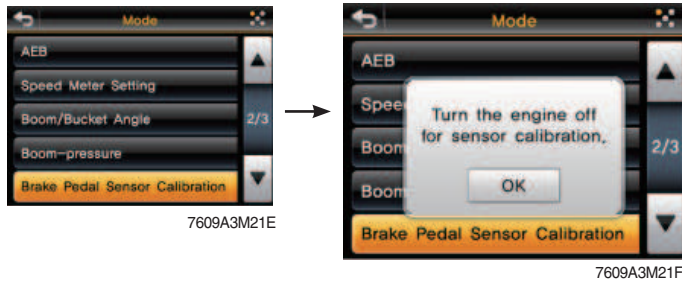 Mode
AEB
Speed Meter Setting
Boom/Bucket Angle
2/3
Boom-pressure
Brake Pedal Sensor Calibration
7609A3M21E
Mode
AEB
Spee
Turn the engine off
for sensor calibration.
Boom
2/3
Boom
OK
Brake Pedal Sensor Calibration
7609A3M21F